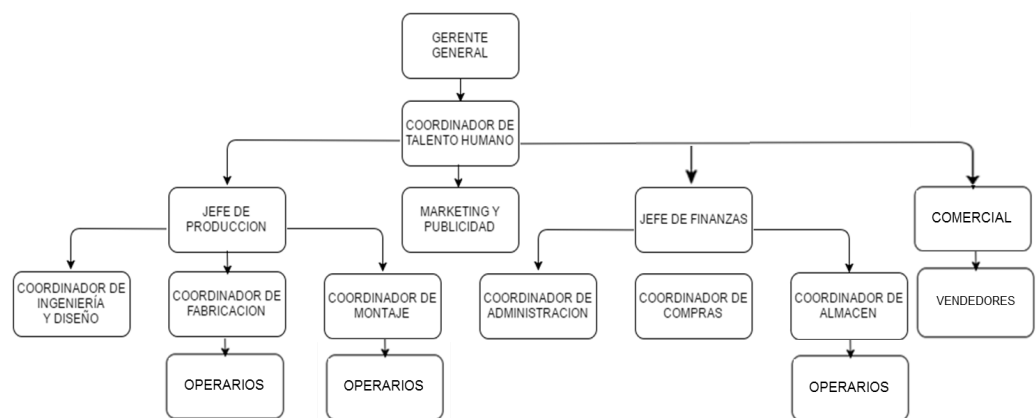 GERENTE
GENERAL
COORDINADOR DE
TALENTO HUMANO
JEFE DE
PRODUCCION
MARKETING Y
PUBLICIDAD
JEFE DE FINANZAS
COMERCIAL
COORDINADOR DE
INGENIERÍA
Y DISEÑO
COORDINADOR DE
FABRICACION
COORDINADOR DE
MONTAJE
COORDINADOR DE
ADMINISTRACION
COORDINADOR DE
COMPRAS
COORDINADOR DE
ALMACEN
VENDEDORES
OPERARIOS
OPERARIOS
OPERARIOS